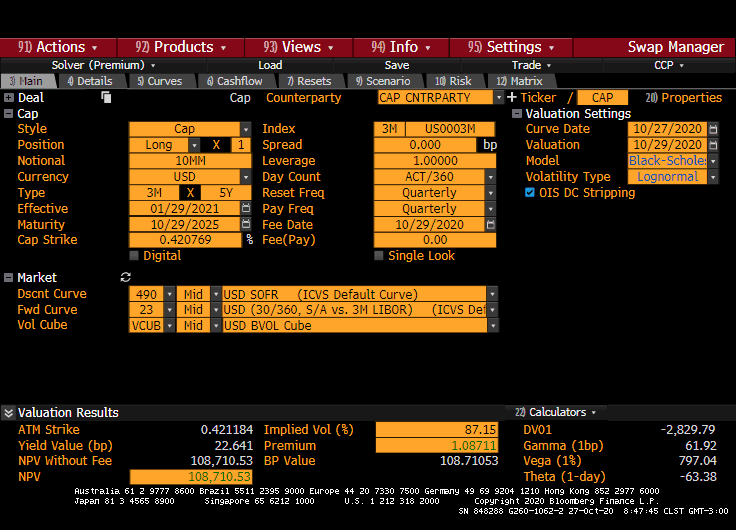 91) Actions 92) Products 93) Views 94) Info 95) Settings Swap Manager
Solver (Premium) Load Save Trade CCP
3) Main 4) Details 5) Curves 6) Cashflow 7) Resets 9) Scenario 10) Risk 12) Matrix
Deal Cap Counterparty CAP CNTRPARTY + Ticker / CAP 20) Properties
Cap Valuation Settings
Style Cap Index 3M US0003M Curve Date 10/27/2020
Position Long X 1 Spread 0.000 bp Valuation 10/29/2020
Notional 10MM Leverage 1.00000 Model Black-Scholes
Currency USD Day Count ACT/360 Volatility Type Lognormal
Type 3M X 5Y Reset Freq Quarterly OIS DC Stripping
Effective 01/29/2021 Pay Freq Quarterly
Maturity 10/29/2025 Fee Date 10/29/2020
Cap Strike 0.420769 % Fee(Pay) 0.00
Digital Single Look
Market
Dscnt Curve 490 Mid USD SOFR (ICVS Default Curve)
Fwd Curve 23 Mid USD (30/360, S/A vs. 3M LIBOR) (ICVS Def
Vol Cube VCUB Mid USD BVOL Cube
Valuation Results 22) Calculators
ATM Strike 0.421184 Implied Vol (%) 87.15 DV01 -2,829.79
Yield Value (bp) 22.641 Premium 1.08711 Gamma (1bp) 61.92
NPV Without Fee 108,710.53 BP Value 108.71053 Vega (1%) 797.04
NPV 108,710.53 Theta (1-day) -63.38
Australia 61 2 9777 8600 Brazil 5511 2395 9000 Europe 44 20 7330 7500 Germany 49 69 9204 1210 Hong Kong 852 2977 6000
Japan 81 3 4565 8900 Singapore 65 6212 1000 U.S. 1 212 318 2000 Copyright 2020 Bloomberg Finance L.P.
SN 848288 G260-1062-2 27-Oct-20 8:47:45 CLST GMT-3:00